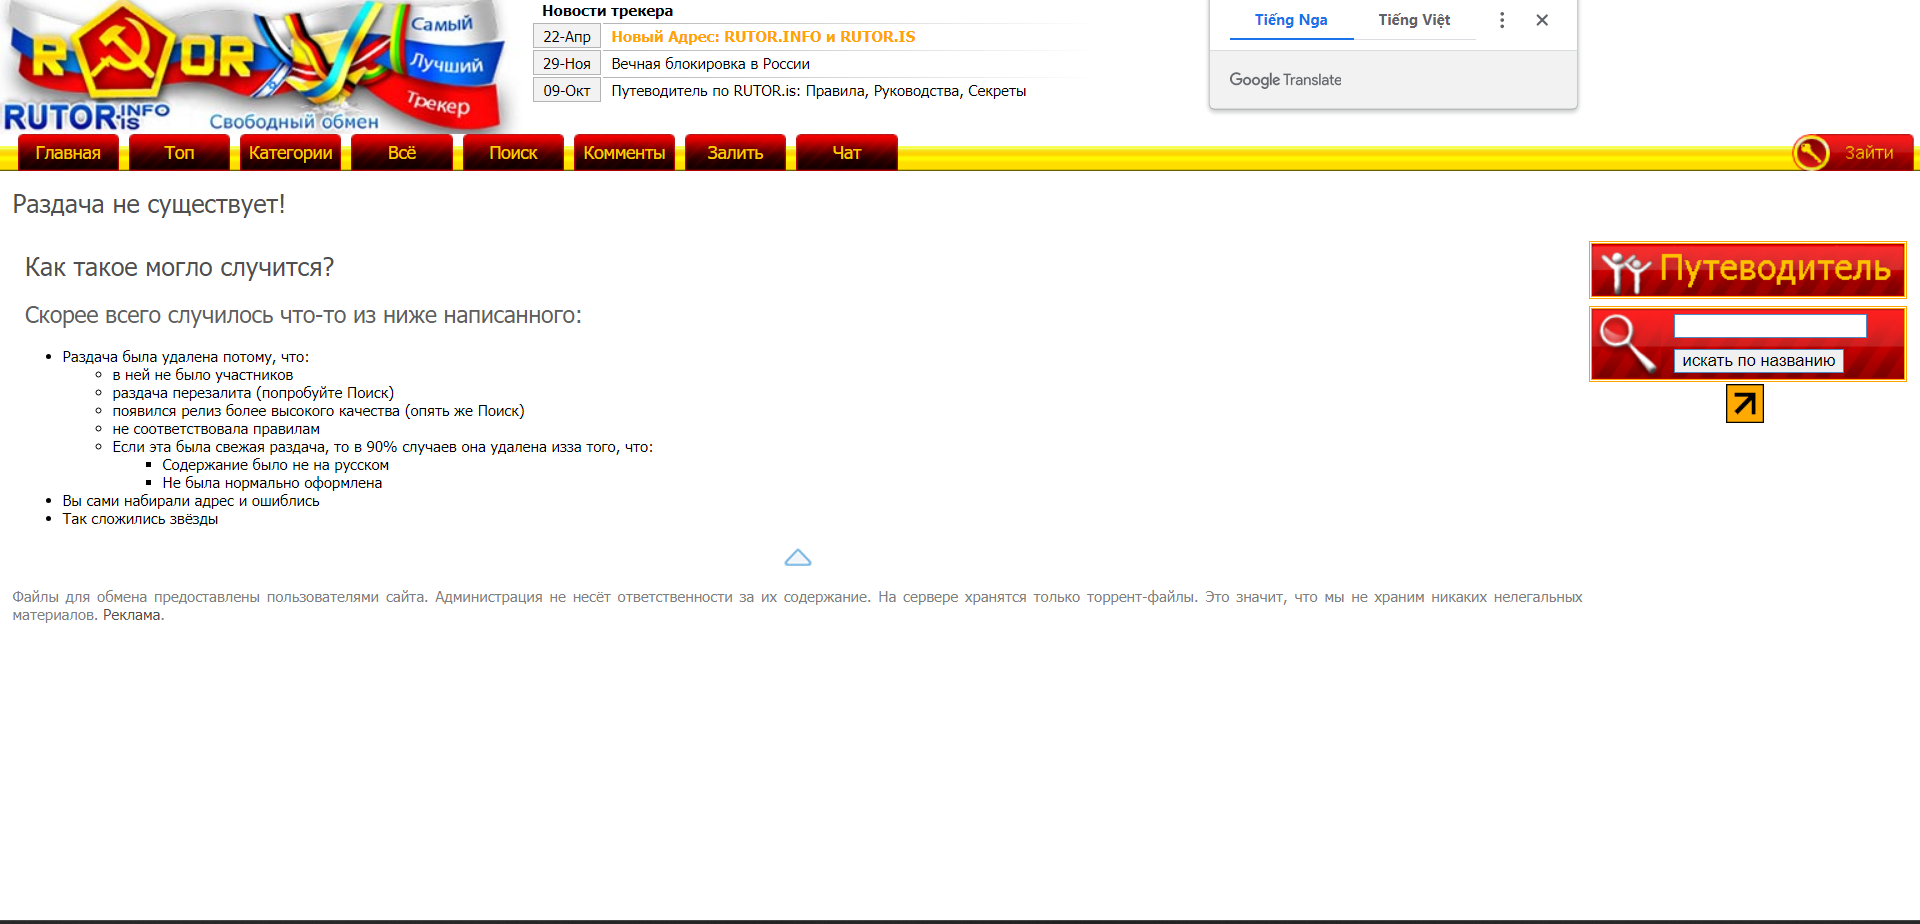 R OR
Самый
Лучший
Трекер
RUTOR.INFO
.IS
Свободный обмен
Новости трекера
22-Апр Новый Адрес: RUTOR.INFO и RUTOR.IS
29-Ноя Вечная блокировка в России
09-Окт Путеводитель по RUTOR.is: Правила, Руководства, Секреты
Tiếng Nga Tiếng Việt
Google Translate
Главная Топ Категории Всё Поиск Комменты Залить Чат Зайти
Раздача не существует!
Как такое могло случится?
Скорее всего случилось что-то из ниже написанного:
Раздача была удалена потому, что:
в ней не было участников
раздача перезалита (попробуйте Поиск)
появился релиз более высокого качества (опять же Поиск)
не соответствовала правилам
Если эта была свежая раздача, то в 90% случаев она удалена изза того, что:
Содержание было не на русском
Не была нормально оформлена
Вы сами набирали адрес и ошиблись
Так сложились звёзды
Путеводитель
искать по названию
Файлы для обмена предоставлены пользователями сайта. Администрация не несёт ответственности за их содержание. На сервере хранятся только торрент-файлы. Это значит, что мы не храним никаких нелегальных
материалов. Реклама.